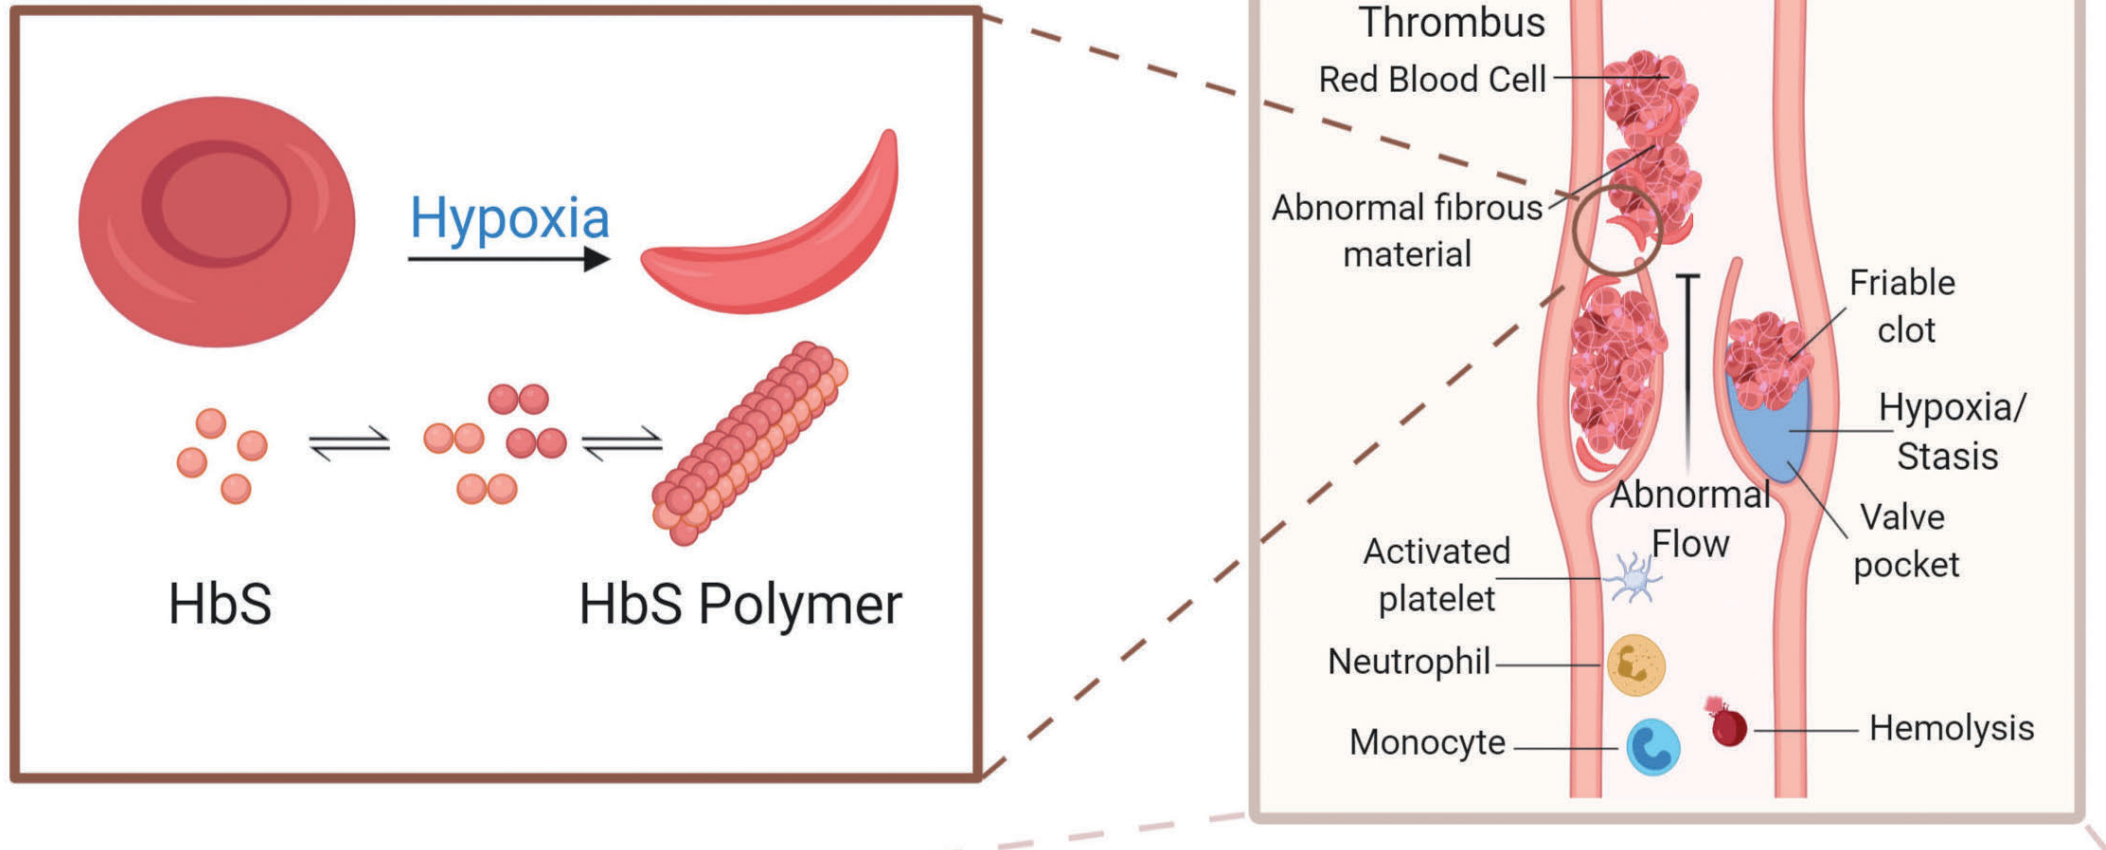 Hypoxia
HbS
HbS Polymer
Thrombus
Red Blood Cell
Abnormal fibrous
material
Friable
clot
Hypoxia/
Stasis
Abnormal
Flow
Valve
pocket
Activated
platelet
Neutrophil
Monocyte
Hemolysis